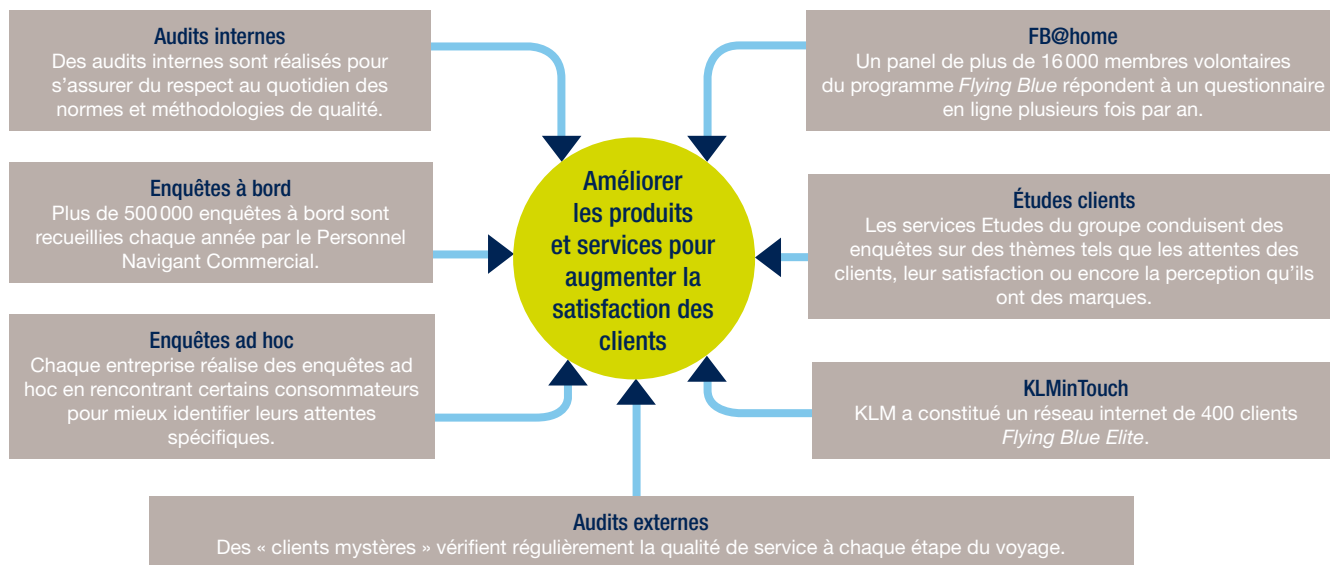 Audits internes
Des audits internes sont réalisés pour
s’assurer du respect au quotidien des
normes et méthodologies de qualité.
Enquêtes à bord
Plus de 500 000 enquêtes à bord sont
recueillies chaque année par le Personnel
Navigant Commercial.
Enquêtes ad hoc
Chaque entreprise réalise des enquêtes ad
hoc en rencontrant certains consommateurs
pour mieux identifier leurs attentes
spécifiques.
Améliorer
les produits
et services pour
augmenter la
satisfaction des
clients
FB@home
Un panel de plus de 16 000 membres volontaires
du programme Flying Blue répondent à un questionnaire
en ligne plusieurs fois par an.
Études clients
Les services Etudes du groupe conduisent des
enquêtes sur des thèmes tels que les attentes des
clients, leur satisfaction ou encore la perception qu’ils
ont des marques.
KLMinTouch
KLM a constitué un réseau internet de 400 clients
Flying Blue Elite.
Audits externes
Des « clients mystères » vérifient régulièrement la qualité de service à chaque étape du voyage.